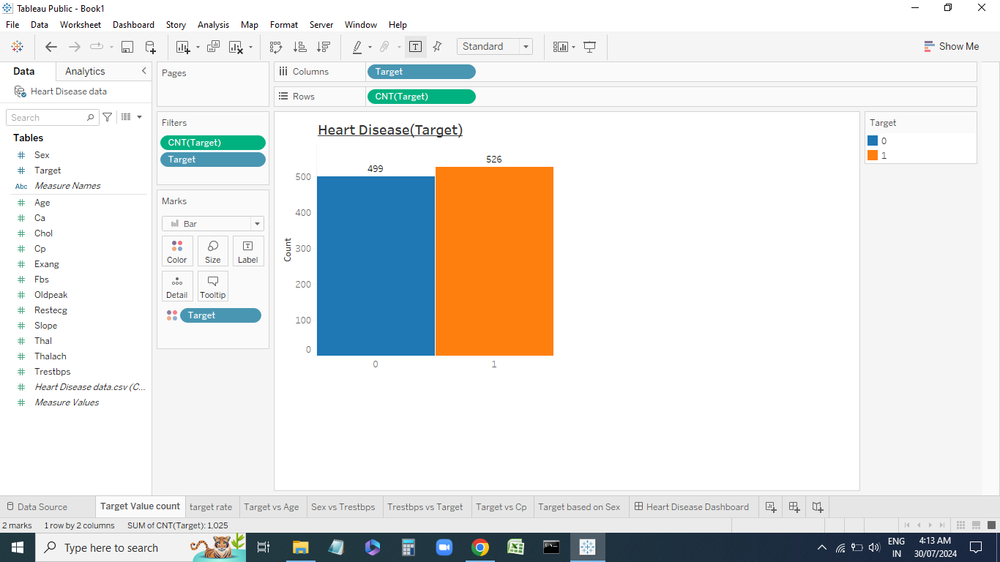 Tableau Public - Book1
File Data Worksheet Dashboard Story Analysis Map Format Server Window Help
Standard
Show Me
Data Analytics
Heart Disease data
Search
Tables
Sex
Target
Abc Measure Names
Age
Ca
Chol
Cp
Exang
Fbs
Oldpeak
Restecg
Slope
Thal
Thalach
Trestbps
Heart Disease data.csv (C...
Measure Values
Pages
Filters
CNT(Target)
Target
Marks
Bar
Color Size Label
Detail Tooltip
Target
Columns Target
Rows CNT(Target)
Heart Disease(Target)
526
499
500
400
300
200
100
0
Count
0 1
Target
0
1
Data Source Target Value count target rate Target vs Age Sex vs Trestbps Trestbps vs Target Target vs Cp Target based on Sex Heart Disease Dashboard
2 marks 1 row by 2 columns SUM of CNT(Target): 1,025
Type here to search
ENG
IN
4:13 AM
30/07/2024